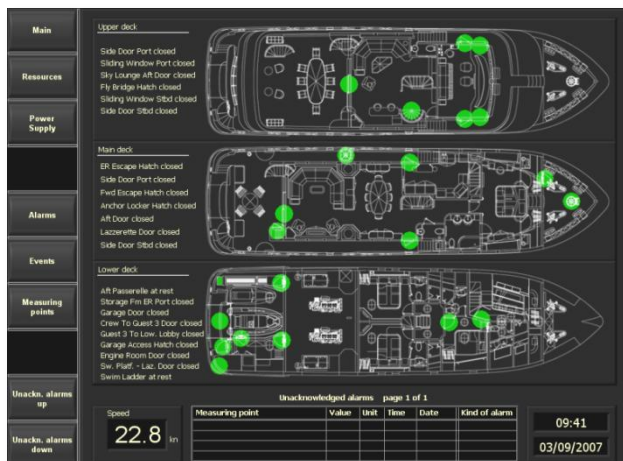 Main
Resources
Power
Supply
Alarms
Events
Measuring
points
Unackn. alarms
up
Unackn. alarms
down
Upper deck
Side Door Port closed
Sliding Window Port closed
Sky Lounge Aft Door closed
Fly Bridge Hatch closed
Sliding Window Stbd closed
Side Door Stbd closed
Main deck
ER Escape Hatch closed
Side Door Port closed
Fwd Escape Hatch closed
Anchor Locker Hatch closed
Aft Door closed
Lazzerette Door closed
Side Door Stbd closed
Lower deck
Aft Passerelle at rest
Storage Fm ER Port closed
Garage Door closed
Crew To Guest 3 Door closed
Guest 3 To Low. Lobby closed
Garage Access Hatch closed
Engine Room Door closed
Sw. Platf. - Laz. Door closed
Swim Ladder at rest
Unacknowledged alarms page 1 of 1
Speed
22.8 kn
Measuring point Value Unit Time Date Kind of alarm
09:41
03/09/2007